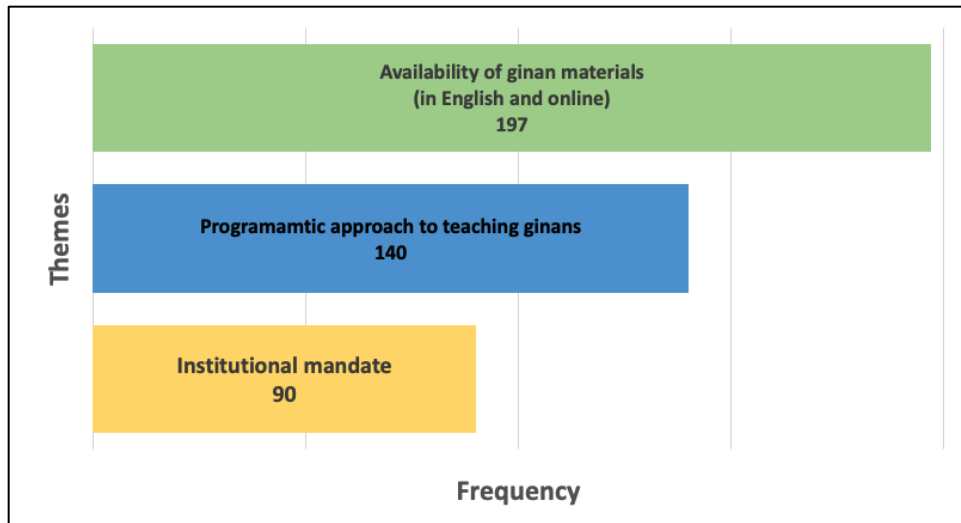 Availability of ginan materials
(in English and online)
197
Programamtic approach to teaching ginans
140
Institutional mandate
90
Themes
Frequency